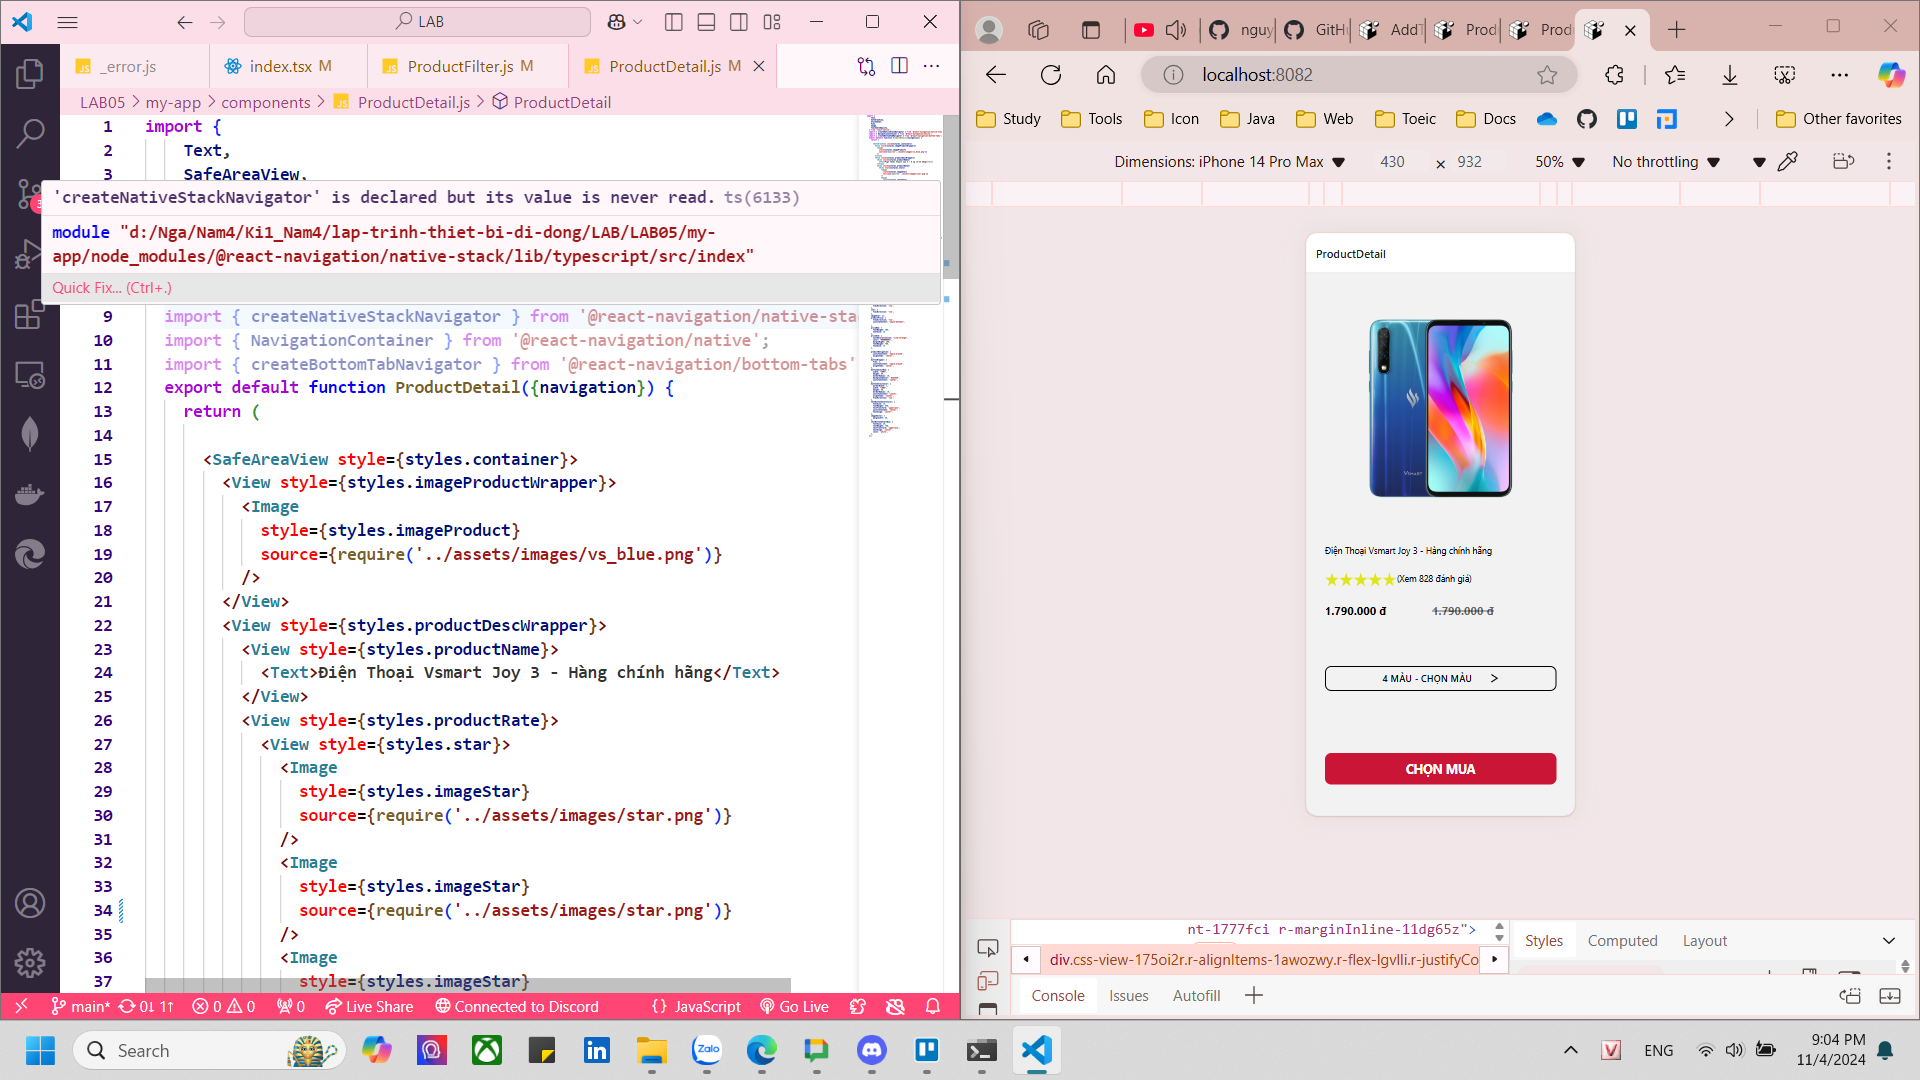 LAB
_error.js
index.tsx M
ProductFilter.js M
ProductDetail.js M
LAB05 > my-app > components > ProductDetail.js > ProductDetail
1 import {
2 Text,
3 SafeAreaView,
'createNativeStackNavigator' is declared but its value is never read. ts(6133)
module "d:/Nga/Nam4/Ki1_Nam4/lap-trinh-thiet-bi-di-dong/LAB/LAB05/my-
app/node_modules/@react-navigation/native-stack/lib/typescript/src/index"
Quick Fix... (Ctrl+.)
9 import { createNativeStackNavigator } from '@react-navigation/native-sta
10 import { NavigationContainer } from '@react-navigation/native';
11 import { createBottomTabNavigator } from '@react-navigation/bottom-tabs'
12 export default function ProductDetail({navigation}) {
13 return (
14
15 <SafeAreaView style={styles.container}>
16 <View style={styles.imageProductWrapper}>
17 <Image
18 style={styles.imageProduct}
19 source={require('../assets/images/vs_blue.png')}
20 />
21 </View>
22 <View style={styles.productDescWrapper}>
23 <View style={styles.productName}>
24 <Text>Điện Thoại Vsmart Joy 3 - Hàng chính hãng</Text>
25 </View>
26 <View style={styles.productRate}>
27 <View style={styles.star}>
28 <Image
29 style={styles.imageStar}
30 source={require('../assets/images/star.png')}
31 />
32 <Image
33 style={styles.imageStar}
34 source={require('../assets/images/star.png')}
35 />
36 <Image
37 style={styles.imageStar}
main* 0↓ 1↑ 0 0 0 Live Share Connected to Discord {} JavaScript Go Live
nguy
GitHu
AddT
Prod
Prod
localhost:8082
Study
Tools
Icon
Java
Web
Toeic
Docs
Other favorites
Dimensions: iPhone 14 Pro Max 430 × 932 50% No throttling
ProductDetail
Vsmart
Điện Thoại Vsmart Joy 3 - Hàng chính hãng
(Xem 828 đánh giá)
1.790.000 đ 1.790.000 đ
4 MÀU - CHỌN MÀU >
CHỌN MUA
nt-1777fci r-marginInline-11dg65z">
div.css-view-175oi2r.r-alignItems-1awozwy.r-flex-lgvlli.r-justifyCo
Styles Computed Layout
Console Issues Autofill
Search
Zalo
ENG
9:04 PM
11/4/2024